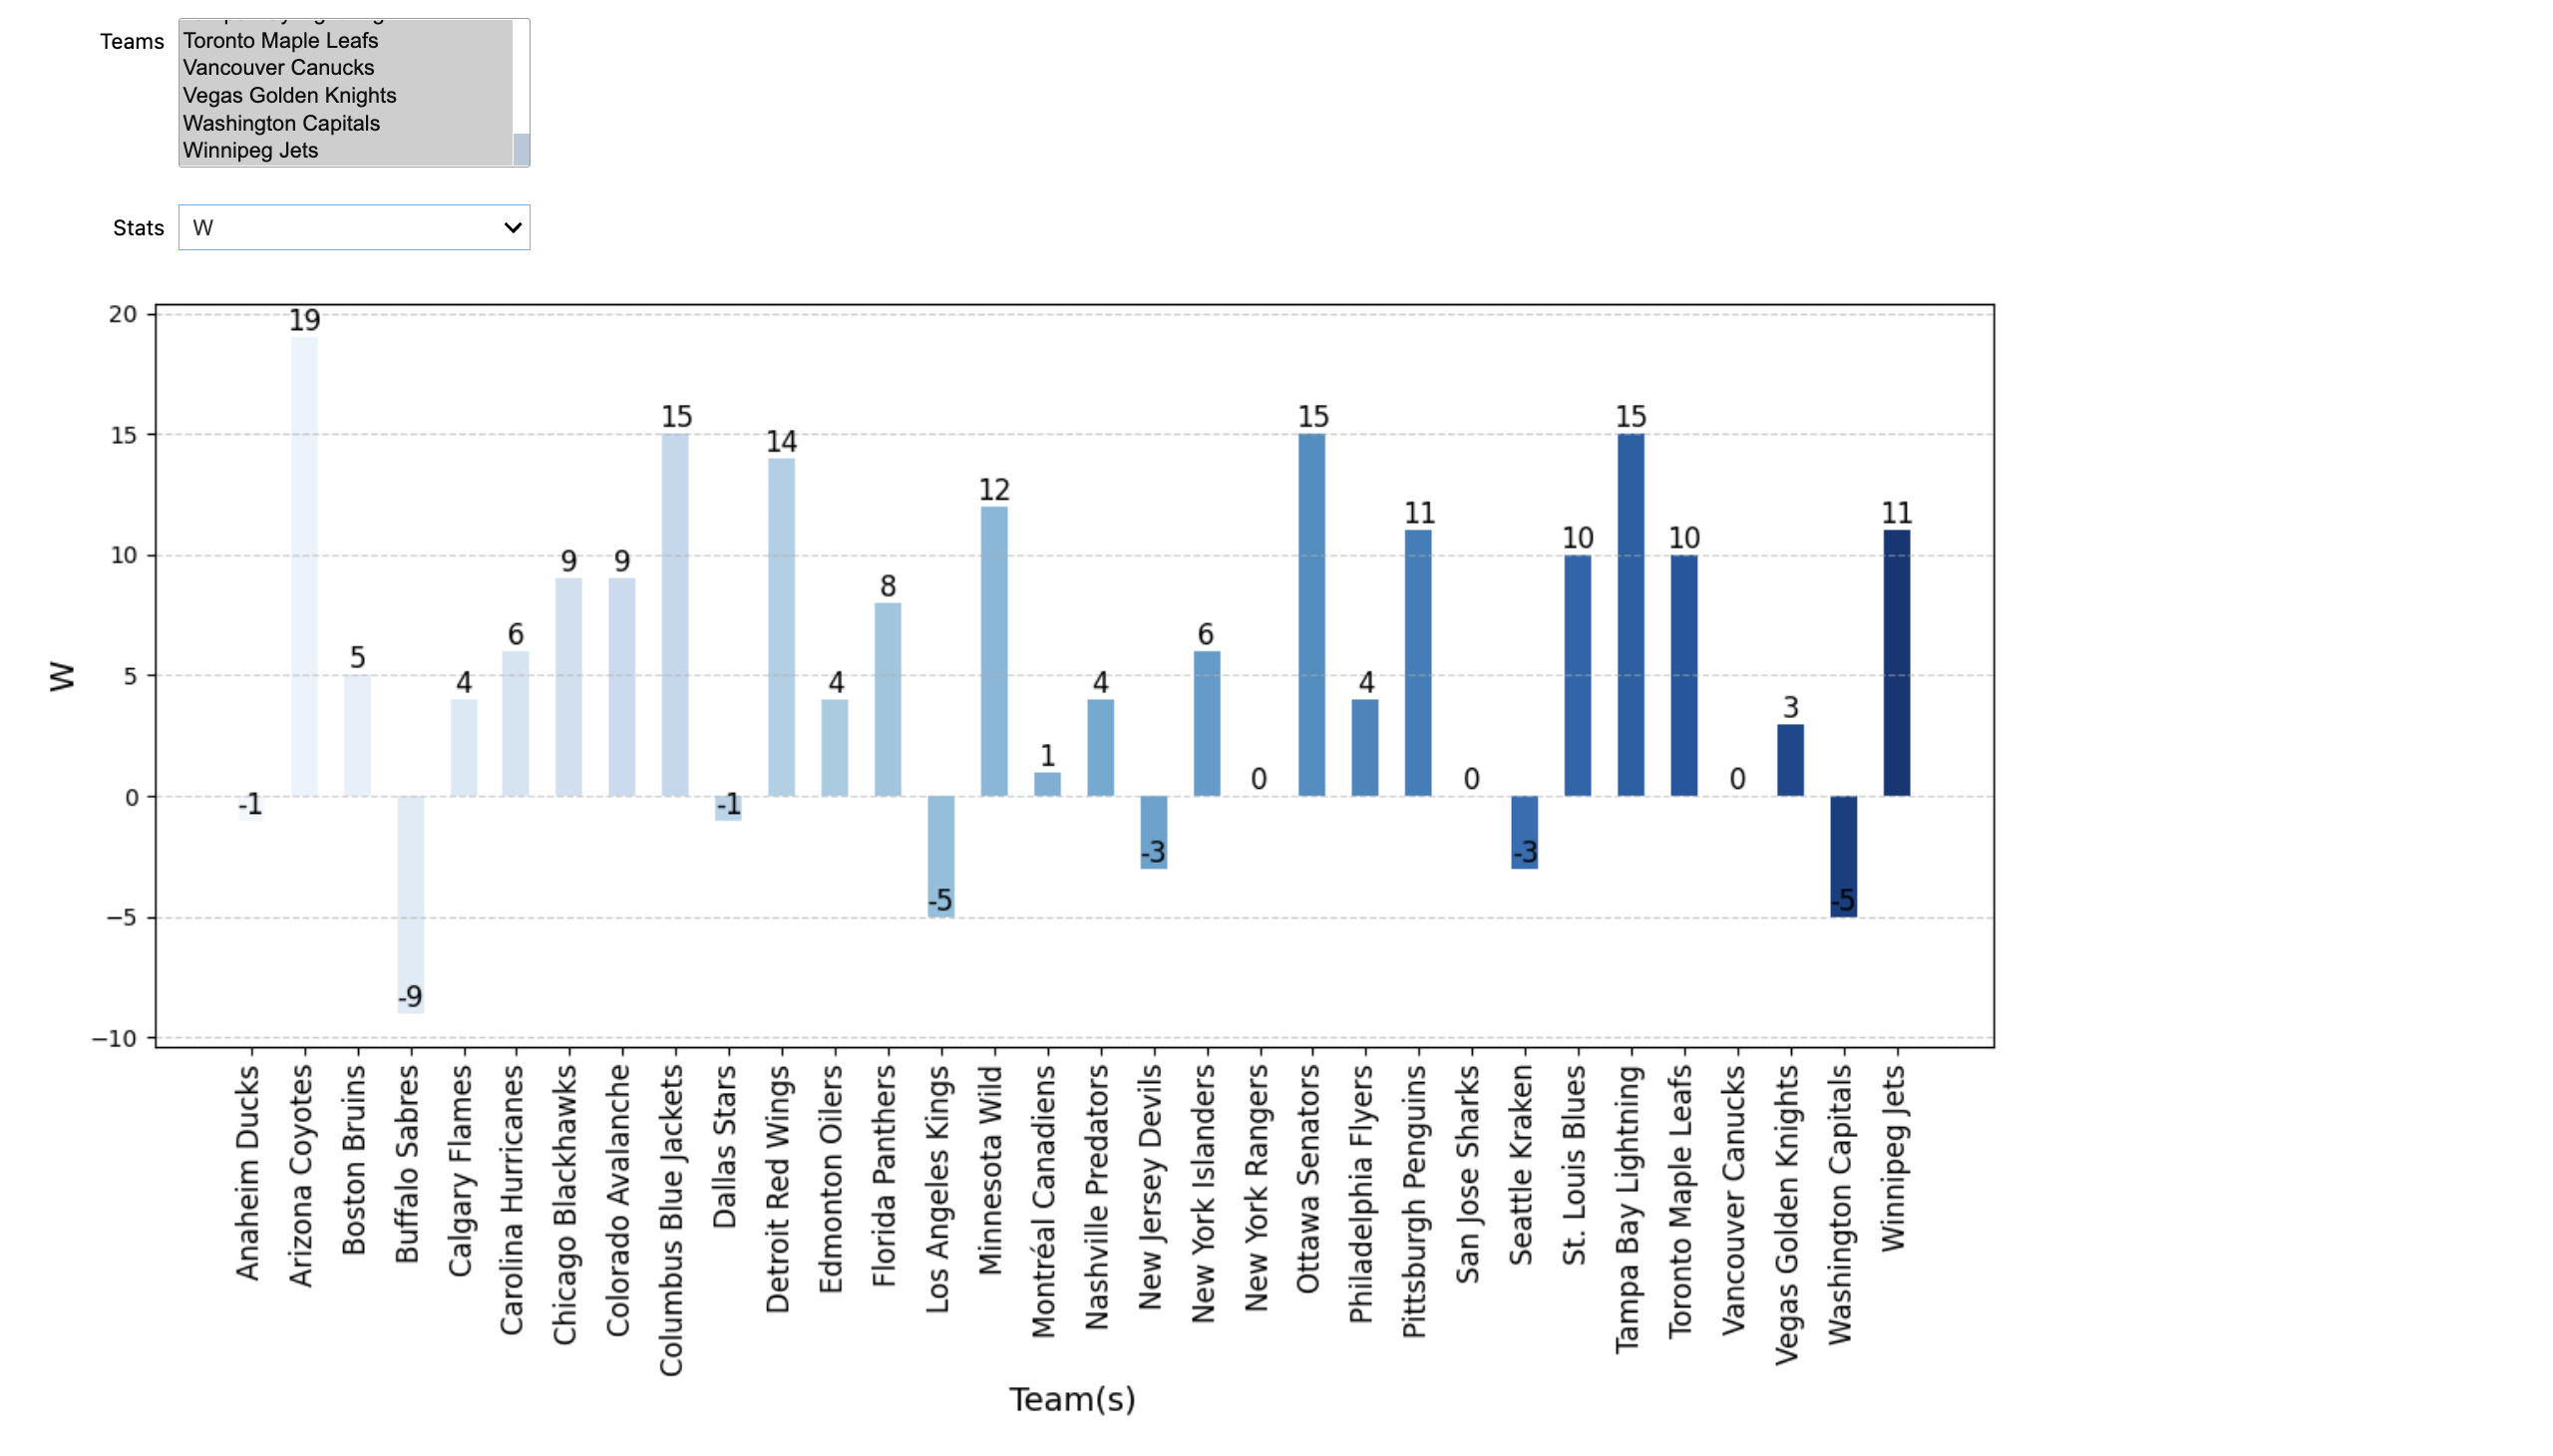 Teams
Toronto Maple Leafs
Vancouver Canucks
Vegas Golden Knights
Washington Capitals
Winnipeg Jets
Stats
W
W
20
15
10
5
0
−5
−10
-1
19
5
-9
4
6
9
9
15
-1
14
4
8
-5
12
1
4
-3
6
0
15
4
11
0
-3
10
15
10
0
3
-5
11
Anaheim Ducks
Arizona Coyotes
Boston Bruins
Buffalo Sabres
Calgary Flames
Carolina Hurricanes
Chicago Blackhawks
Colorado Avalanche
Columbus Blue Jackets
Dallas Stars
Detroit Red Wings
Edmonton Oilers
Florida Panthers
Los Angeles Kings
Minnesota Wild
Montréal Canadiens
Nashville Predators
New Jersey Devils
New York Islanders
New York Rangers
Ottawa Senators
Philadelphia Flyers
Pittsburgh Penguins
San Jose Sharks
Seattle Kraken
St. Louis Blues
Tampa Bay Lightning
Toronto Maple Leafs
Vancouver Canucks
Vegas Golden Knights
Washington Capitals
Winnipeg Jets
Team(s)